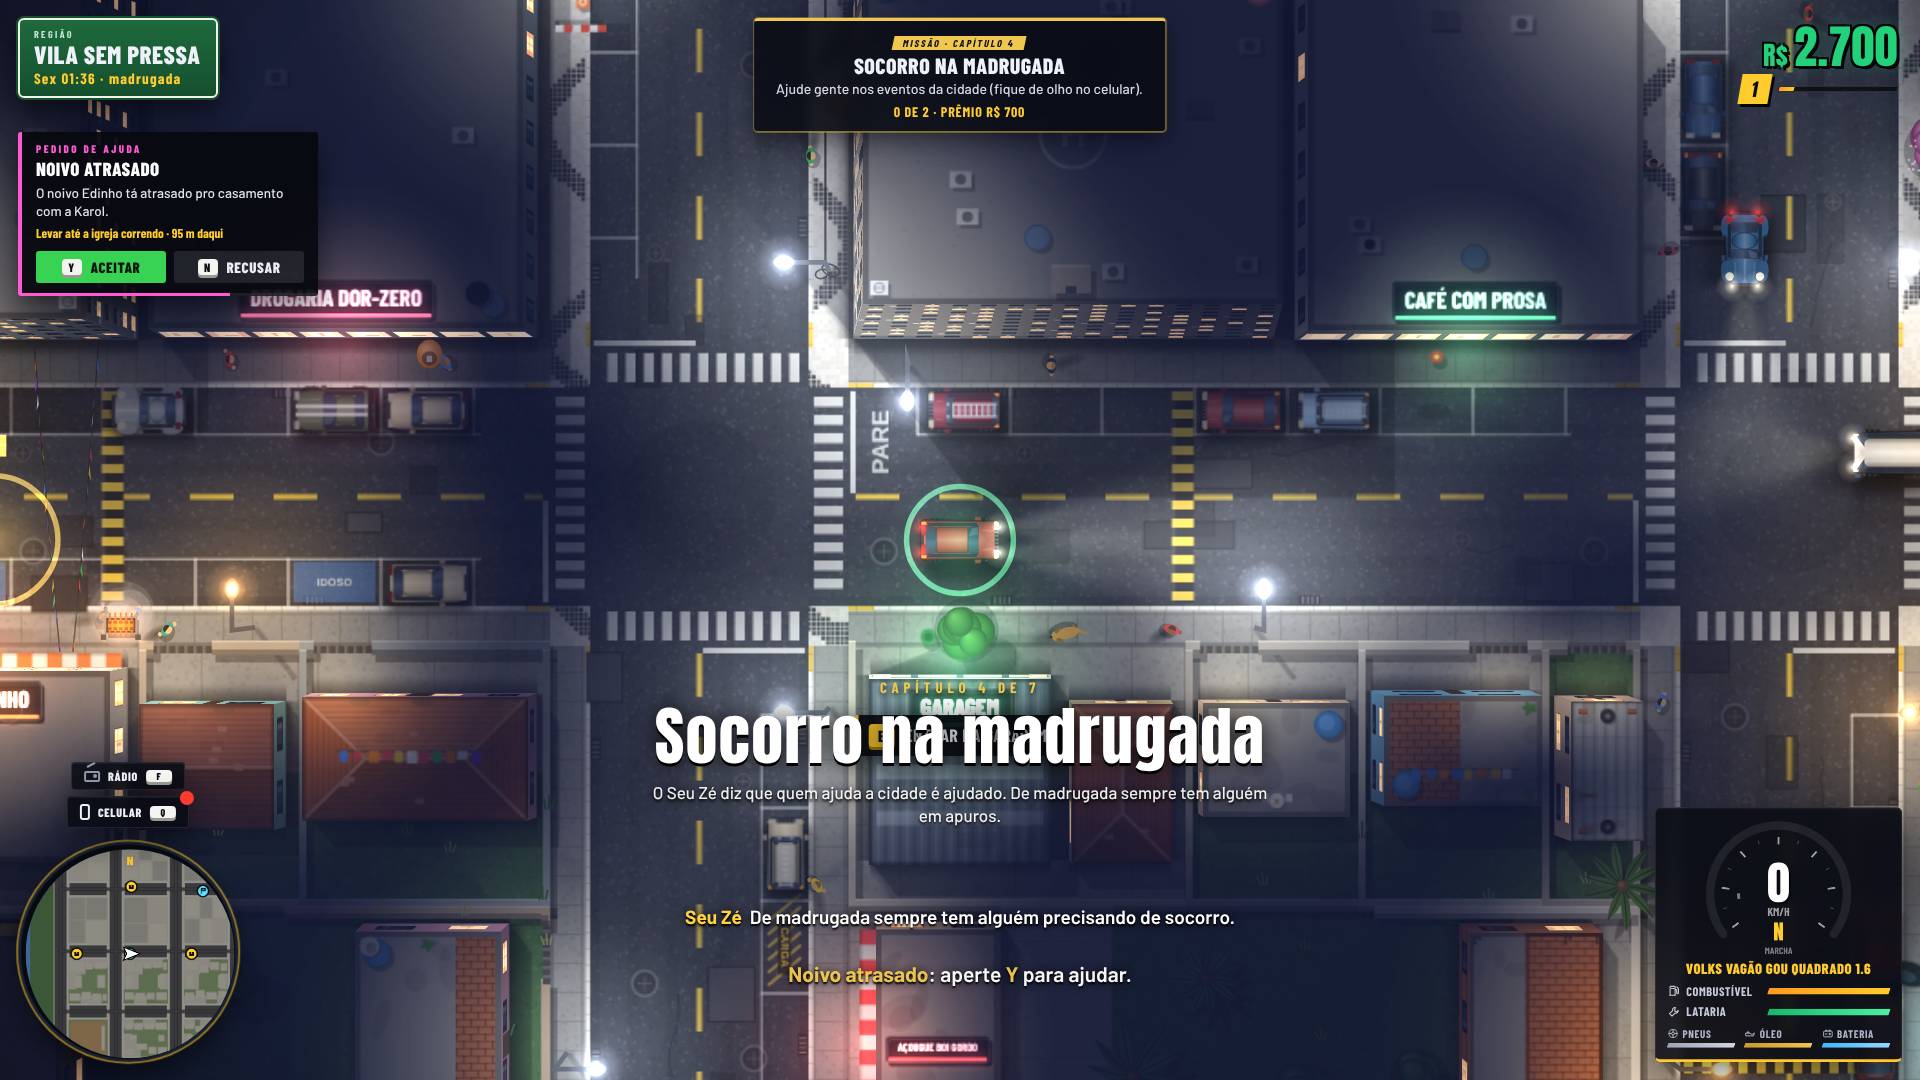 REGIÃO
VILA SEM PRESSA
Sex 01:36 · madrugada
MISSÃO · CAPÍTULO 4
SOCORRO NA MADRUGADA
Ajude gente nos eventos da cidade (fique de olho no celular).
0 DE 2 · PRÊMIO R$ 700
R$ 2.700
1
PEDIDO DE AJUDA
NOIVO ATRASADO
O noivo Edinho tá atrasado pro casamento
com a Karol.
Levar até a igreja correndo · 95 m daqui
Y ACEITAR
N RECUSAR
DROGARIA DOR-ZERO
CAFÉ COM PROSA
PARE
IDOSO
NHO
CAPÍTULO 4 DE 7
GARAGEM
Socorro na madrugada
O Seu Zé diz que quem ajuda a cidade é ajudado. De madrugada sempre tem alguém
em apuros.
RÁDIO F
CELULAR Q
N
Seu Zé De madrugada sempre tem alguém precisando de socorro.
CARGA
Noivo atrasado: aperte Y para ajudar.
AÇOUGUE BOI GORDO
0
KM/H
N
MARCHA
VOLKS VAGÃO GOU QUADRADO 1.6
COMBUSTÍVEL
LATARIA
PNEUS
ÓLEO
BATERIA